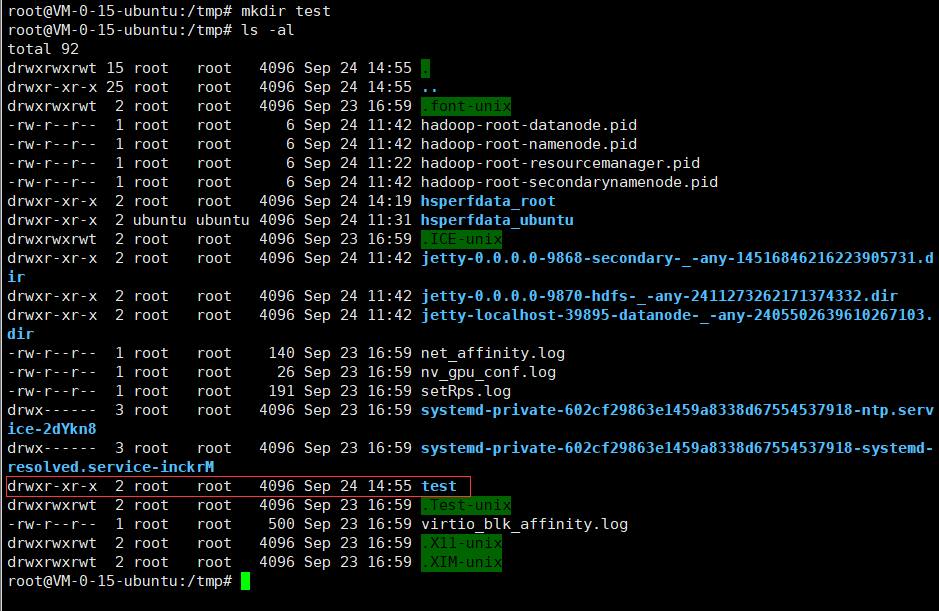 root@VM-0-15-ubuntu:/tmp# mkdir test
root@VM-0-15-ubuntu:/tmp# ls -al
total 92
drwxrwxrwt 15 root   root   4096 Sep 24 14:55 .
drwxr-xr-x 25 root   root   4096 Sep 24 14:55 ..
drwxrwxrwt  2 root   root   4096 Sep 23 16:59 .font-unix
-rw-r--r--  1 root   root      6 Sep 24 11:42 hadoop-root-datanode.pid
-rw-r--r--  1 root   root      6 Sep 24 11:42 hadoop-root-namenode.pid
-rw-r--r--  1 root   root      6 Sep 24 11:22 hadoop-root-resourcemanager.pid
-rw-r--r--  1 root   root      6 Sep 24 11:42 hadoop-root-secondarynamenode.pid
drwxr-xr-x  2 root   root   4096 Sep 24 14:19 hsperfdata_root
drwxr-xr-x  2 ubuntu ubuntu 4096 Sep 24 11:31 hsperfdata_ubuntu
drwxrwxrwt  2 root   root   4096 Sep 23 16:59 .ICE-unix
drwxr-xr-x  2 root   root   4096 Sep 24 11:42 jetty-0.0.0.0-9868-secondary-_-any-14516846216223905731.d
ir
drwxr-xr-x  2 root   root   4096 Sep 24 11:42 jetty-0.0.0.0-9870-hdfs-_-any-2411273262171374332.dir
drwxr-xr-x  2 root   root   4096 Sep 24 11:42 jetty-localhost-39895-datanode-_-any-2405502639610267103.
dir
-rw-r--r--  1 root   root    140 Sep 23 16:59 net_affinity.log
-rw-r--r--  1 root   root     26 Sep 23 16:59 nv_gpu_conf.log
-rw-r--r--  1 root   root    191 Sep 23 16:59 setRps.log
drwx------  3 root   root   4096 Sep 23 16:59 systemd-private-602cf29863e1459a8338d67554537918-ntp.serv
ice-2dYkn8
drwx------  3 root   root   4096 Sep 23 16:59 systemd-private-602cf29863e1459a8338d67554537918-systemd-
resolved.service-inckrM
drwxr-xr-x  2 root   root   4096 Sep 24 14:55 test
drwxrwxrwt  2 root   root   4096 Sep 23 16:59 .Test-unix
-rw-r--r--  1 root   root    500 Sep 23 16:59 virtio_blk_affinity.log
drwxrwxrwt  2 root   root   4096 Sep 23 16:59 .X11-unix
drwxrwxrwt  2 root   root   4096 Sep 23 16:59 .XIM-unix
root@VM-0-15-ubuntu:/tmp#